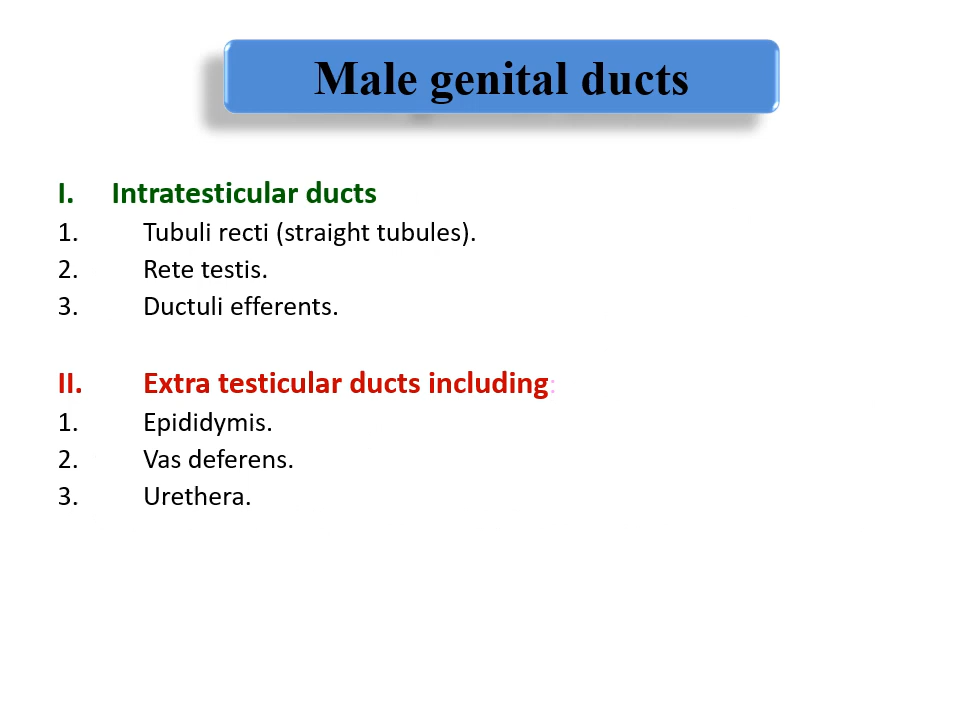 Male genital ducts
I. Intratesticular ducts
1. Tubuli recti (straight tubules).
2. Rete testis.
3. Ductuli efferents.
II. Extra testicular ducts including:
1. Epididymis.
2. Vas deferens.
3. Urethera.